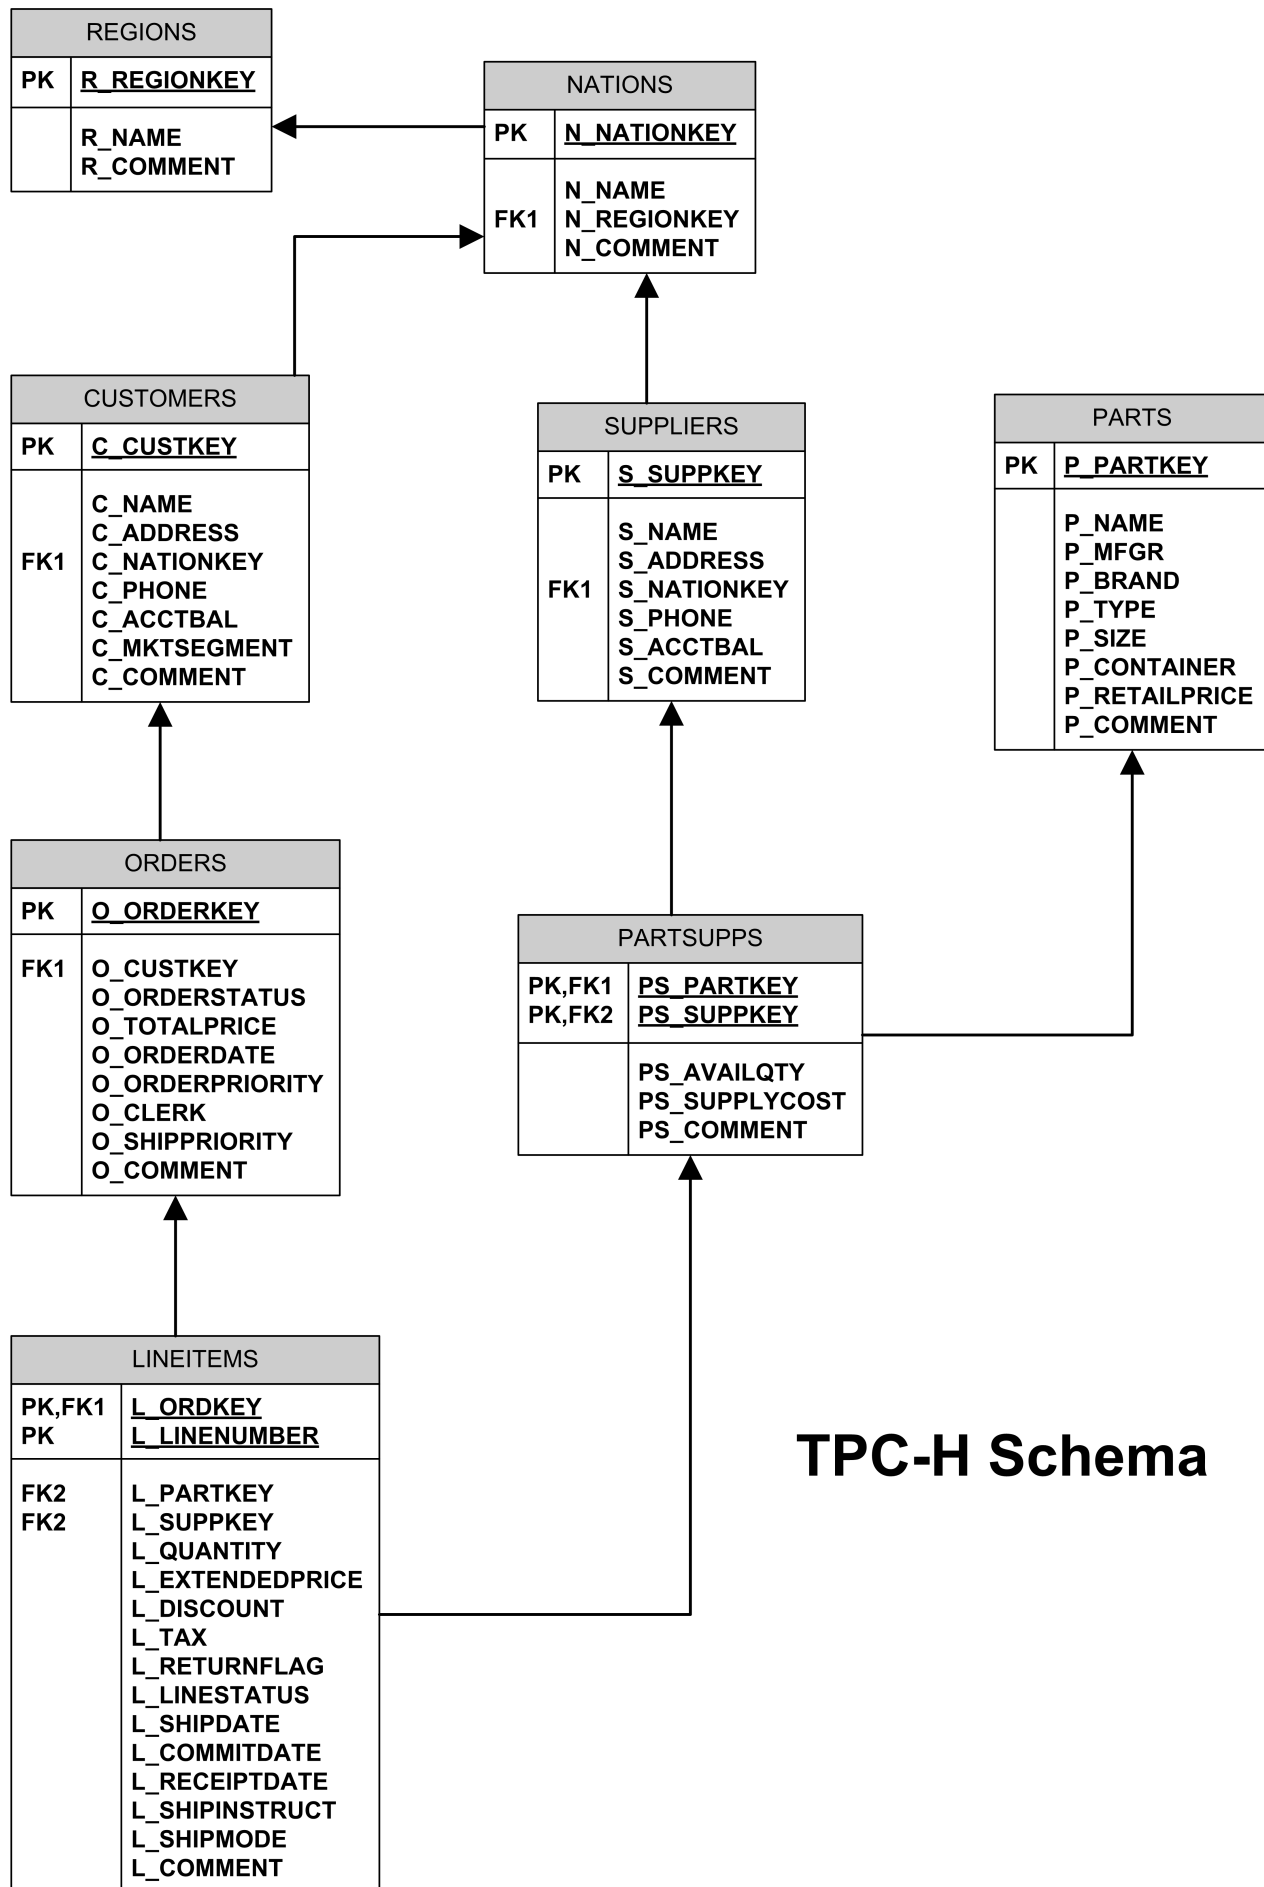 REGIONS
PK R_REGIONKEY
R_NAME
R_COMMENT
NATIONS
PK N_NATIONKEY
N_NAME
FK1 N_REGIONKEY
N_COMMENT
CUSTOMERS
PK C_CUSTKEY
C_NAME
C_ADDRESS
FK1 C_NATIONKEY
C_PHONE
C_ACCTBAL
C_MKTSEGMENT
C_COMMENT
SUPPLIERS
PK S_SUPPKEY
S_NAME
S_ADDRESS
FK1 S_NATIONKEY
S_PHONE
S_ACCTBAL
S_COMMENT
PARTS
PK P_PARTKEY
P_NAME
P_MFGR
P_BRAND
P_TYPE
P_SIZE
P_CONTAINER
P_RETAILPRICE
P_COMMENT
ORDERS
PK O_ORDERKEY
FK1 O_CUSTKEY
O_ORDERSTATUS
O_TOTALPRICE
O_ORDERDATE
O_ORDERPRIORITY
O_CLERK
O_SHIPPRIORITY
O_COMMENT
PARTSUPPS
PK,FK1 PS_PARTKEY
PK,FK2 PS_SUPPKEY
PS_AVAILQTY
PS_SUPPLYCOST
PS_COMMENT
LINEITEMS
PK,FK1 L_ORDKEY
PK L_LINENUMBER
FK2 L_PARTKEY
FK2 L_SUPPKEY
L_QUANTITY
L_EXTENDEDPRICE
L_DISCOUNT
L_TAX
L_RETURNFLAG
L_LINESTATUS
L_SHIPDATE
L_COMMITDATE
L_RECEIPTDATE
L_SHIPINSTRUCT
L_SHIPMODE
L_COMMENT
TPC-H Schema